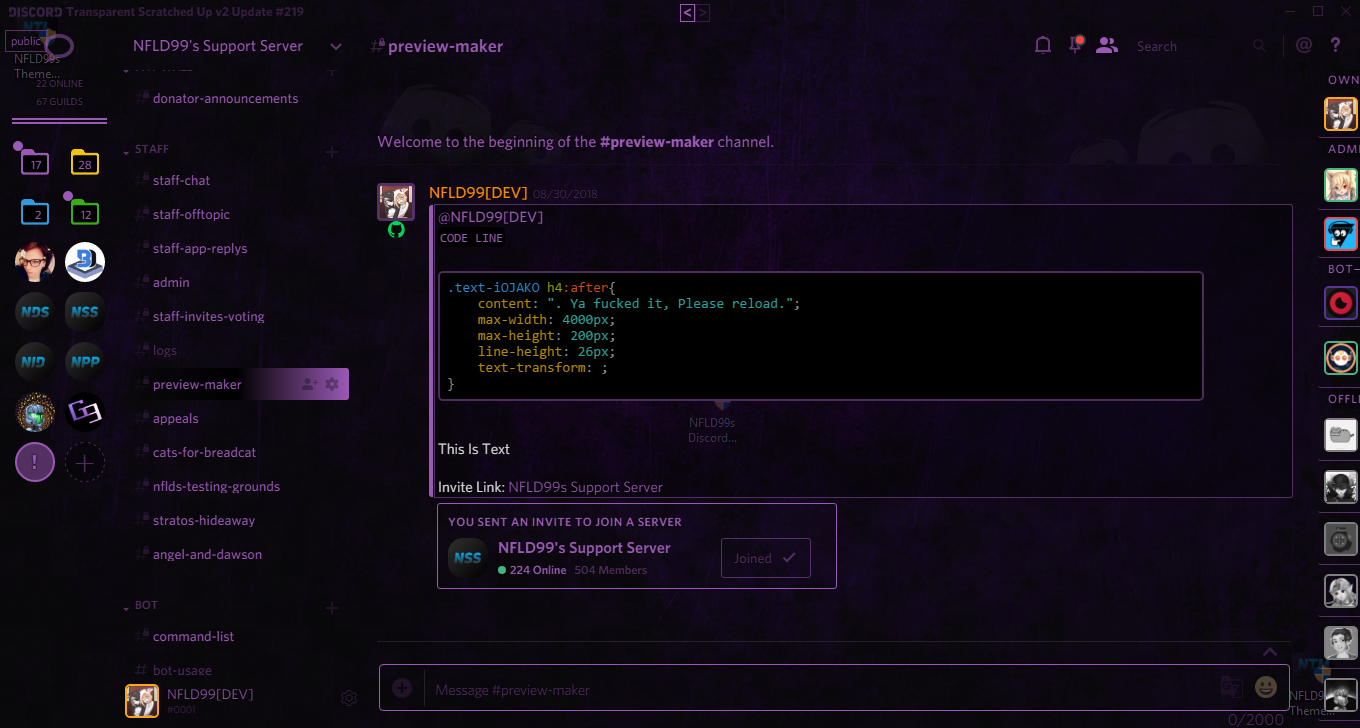 DISCORD Transparent Scratched Up v2 Update #219
< >
public
NFLD99s
Theme...
22 ONLINE
67 GUILDS
17
28
2
12
NDS
NSS
NID
NPP
!
NFLD99's Support Server
donator-announcements
STAFF
staff-chat
staff-offtopic
staff-app-replys
admin
staff-invites-voting
logs
preview-maker
appeals
cats-for-breadcat
nflds-testing-grounds
stratos-hideaway
angel-and-dawson
BOT
command-list
bot-usage
NFLD99[DEV]
#0001
#preview-maker
Search
@ ?
Welcome to the beginning of the #preview-maker channel.
NFLD99[DEV] 08/30/2018
@NFLD99[DEV]
CODE LINE
.text-iOJAKO h4:after{
content: ". Ya fucked it, Please reload.";
max-width: 4000px;
max-height: 200px;
line-height: 26px;
text-transform: ;
}
NFLD99s
Discord...
This Is Text
Invite Link: NFLD99s Support Server
YOU SENT AN INVITE TO JOIN A SERVER
NSS
NFLD99's Support Server
224 Online 504 Members
Joined
Message #preview-maker
0/2000
OWN
ADMI
BOT—
OFFLI
NFLD99s
Theme...